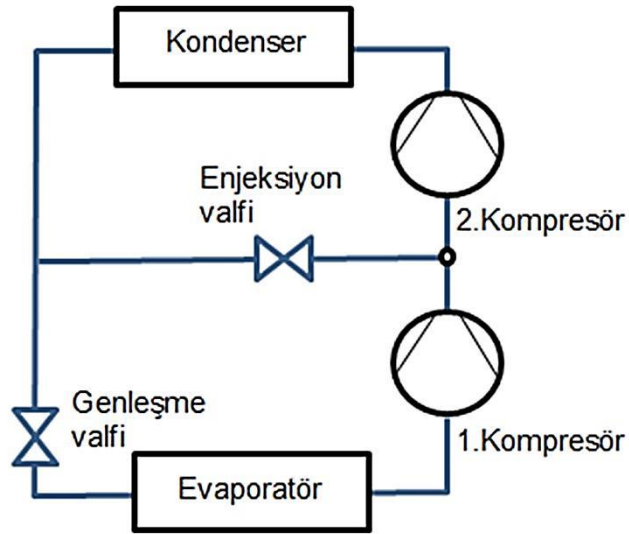 Kondenser
Enjeksiyon
valfi
2.Kompresör
Genleşme
valfi
1.Kompresör
Evaporatör